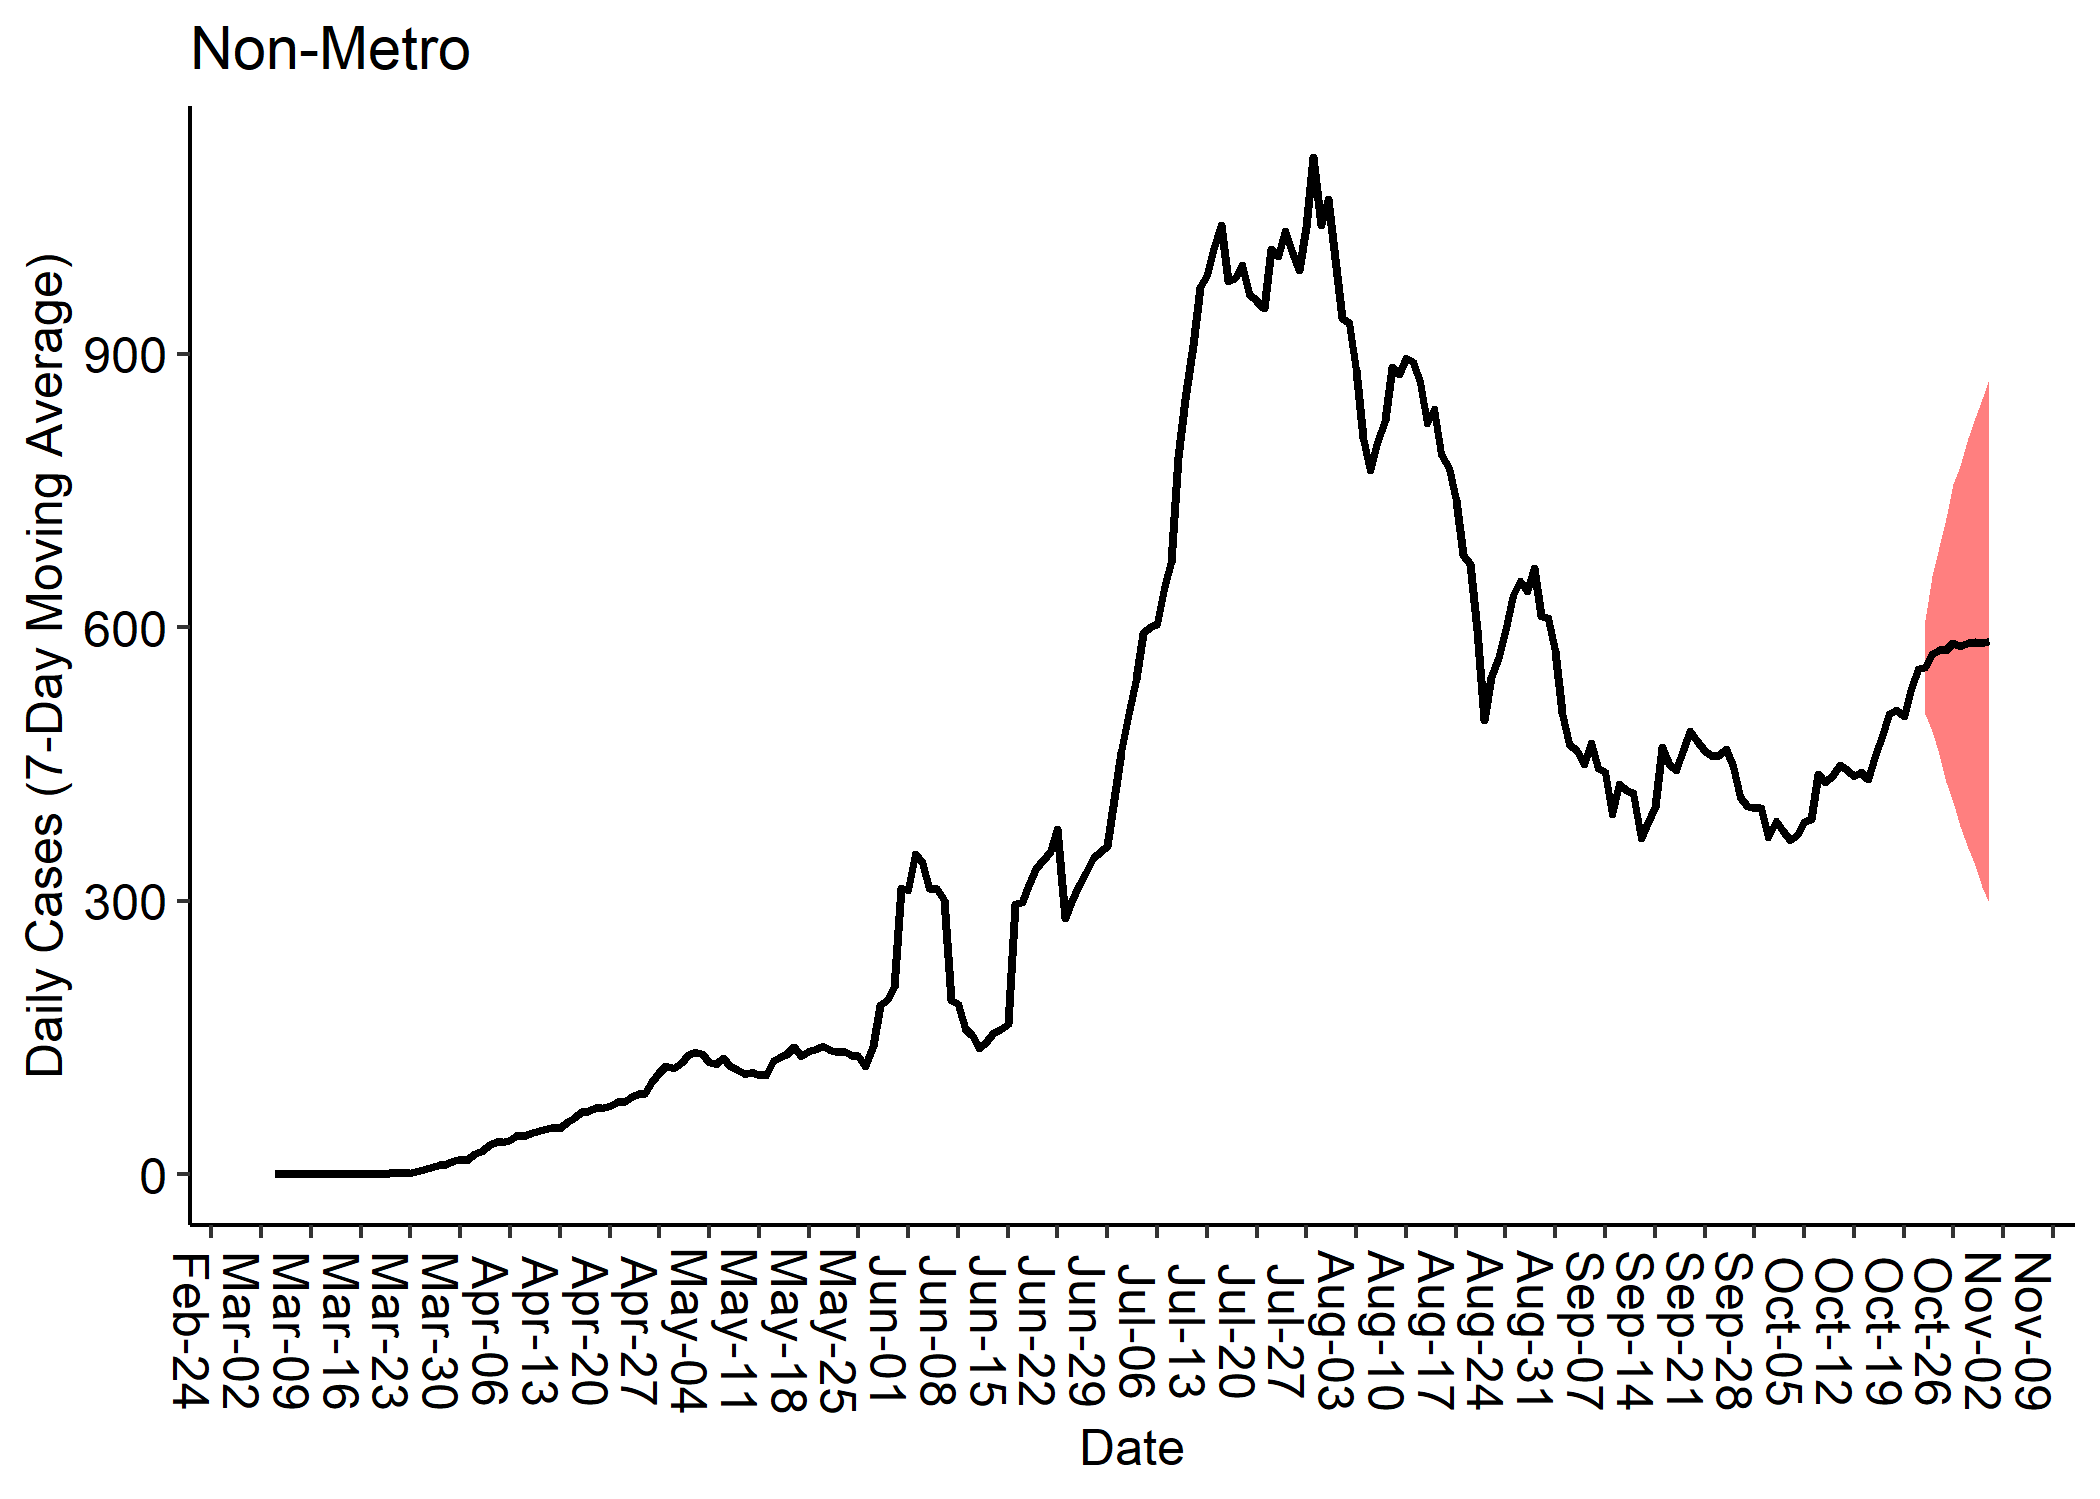 Non-Metro
Daily Cases (7-Day Moving Average)
900
600
300
0
Feb-24
Mar-02
Mar-09
Mar-16
Mar-23
Mar-30
Apr-06
Apr-13
Apr-20
Apr-27
May-04
May-11
May-18
May-25
Jun-01
Jun-08
Jun-15
Jun-22
Jun-29
Jul-06
Jul-13
Jul-20
Jul-27
Aug-03
Aug-10
Aug-17
Aug-24
Aug-31
Sep-07
Sep-14
Sep-21
Sep-28
Oct-05
Oct-12
Oct-19
Oct-26
Nov-02
Nov-09
Date